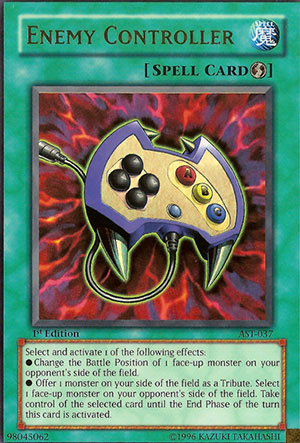 ENEMY CONTROLLER
魔
[SPELL CARD]
A
B
C
1st Edition
AST-037
Select and activate 1 of the following effects:
●Change the Battle Position of 1 face-up monster on your
opponent's side of the field.
● Offer 1 monster on your side of the field as a Tribute. Select
1 face-up monster on your opponent's side of the field. Take
control of the selected card until the End Phase of the turn
this card is activated.
98045062
©1996 KAZUKI TAKAHASHI